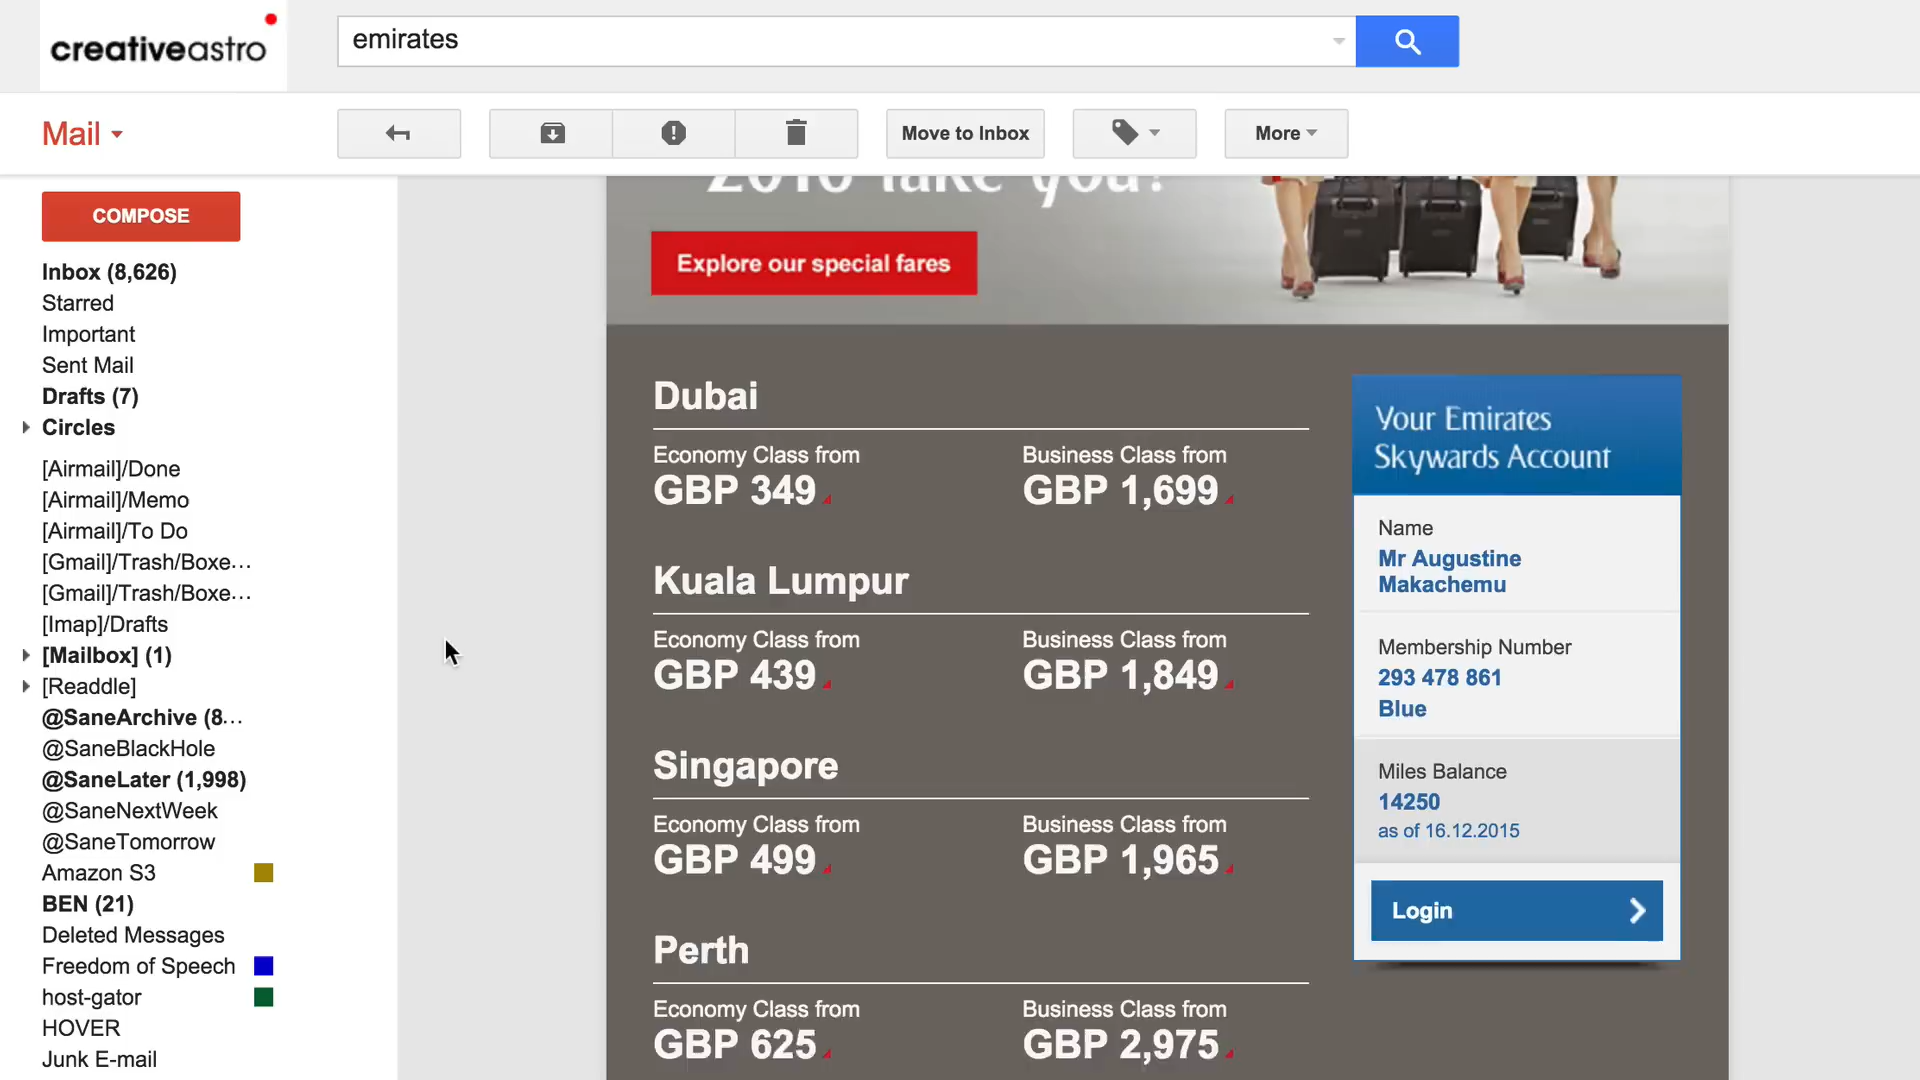 creativeastro
emirates
Mail
Move to Inbox
More
COMPOSE
Inbox (8,626)
Starred
Important
Sent Mail
Drafts (7)
Circles
[Airmail]/Done
[Airmail]/Memo
[Airmail]/To Do
[Gmail]/Trash/Boxe...
[Gmail]/Trash/Boxe...
[Imap]/Drafts
[Mailbox] (1)
[Readdle]
@SaneArchive (8...
@SaneBlackHole
@SaneLater (1,998)
@SaneNextWeek
@SaneTomorrow
Amazon S3
BEN (21)
Deleted Messages
Freedom of Speech
host-gator
HOVER
Junk E-mail
2016 take you?
Explore our special fares
Dubai
Economy Class from
GBP 349
Business Class from
GBP 1,699
Kuala Lumpur
Economy Class from
GBP 439
Business Class from
GBP 1,849
Singapore
Economy Class from
GBP 499
Business Class from
GBP 1,965
Perth
Economy Class from
GBP 625
Business Class from
GBP 2,975
Your Emirates
Skywards Account
Name
Mr Augustine
Makachemu
Membership Number
293 478 861
Blue
Miles Balance
14250
as of 16.12.2015
Login